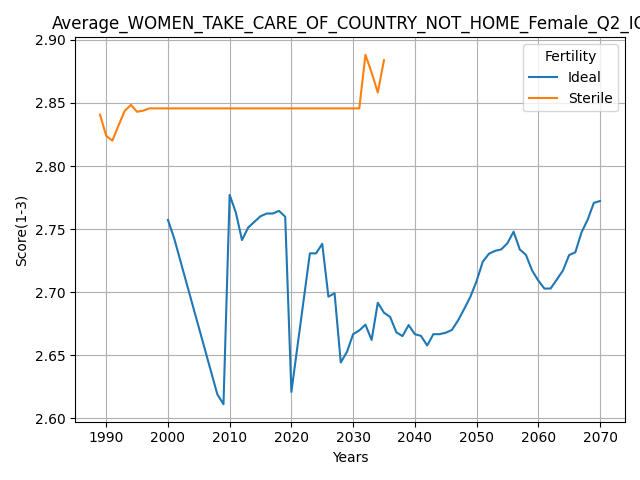 Average_WOMEN_TAKE_CARE_OF_COUNTRY_NOT_HOME_Female_Q2_IC
2.90
2.85
2.80
2.75
2.70
2.65
2.60
Score(1-3)
Fertility
Ideal
Sterile
1990 2000 2010 2020 2030 2040 2050 2060 2070
Years